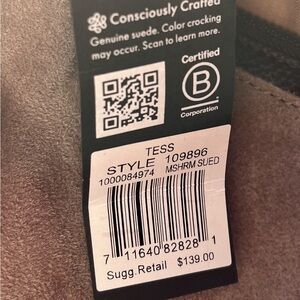 Consciously Crafted
Genuine suede. Color crocking
may occur. Scan to learn more.
Certified
B
Corporation
TESS
STYLE 109896
1000084974 MSHRM SUED
7 11640 82828 1
Sugg.Retail $139.00